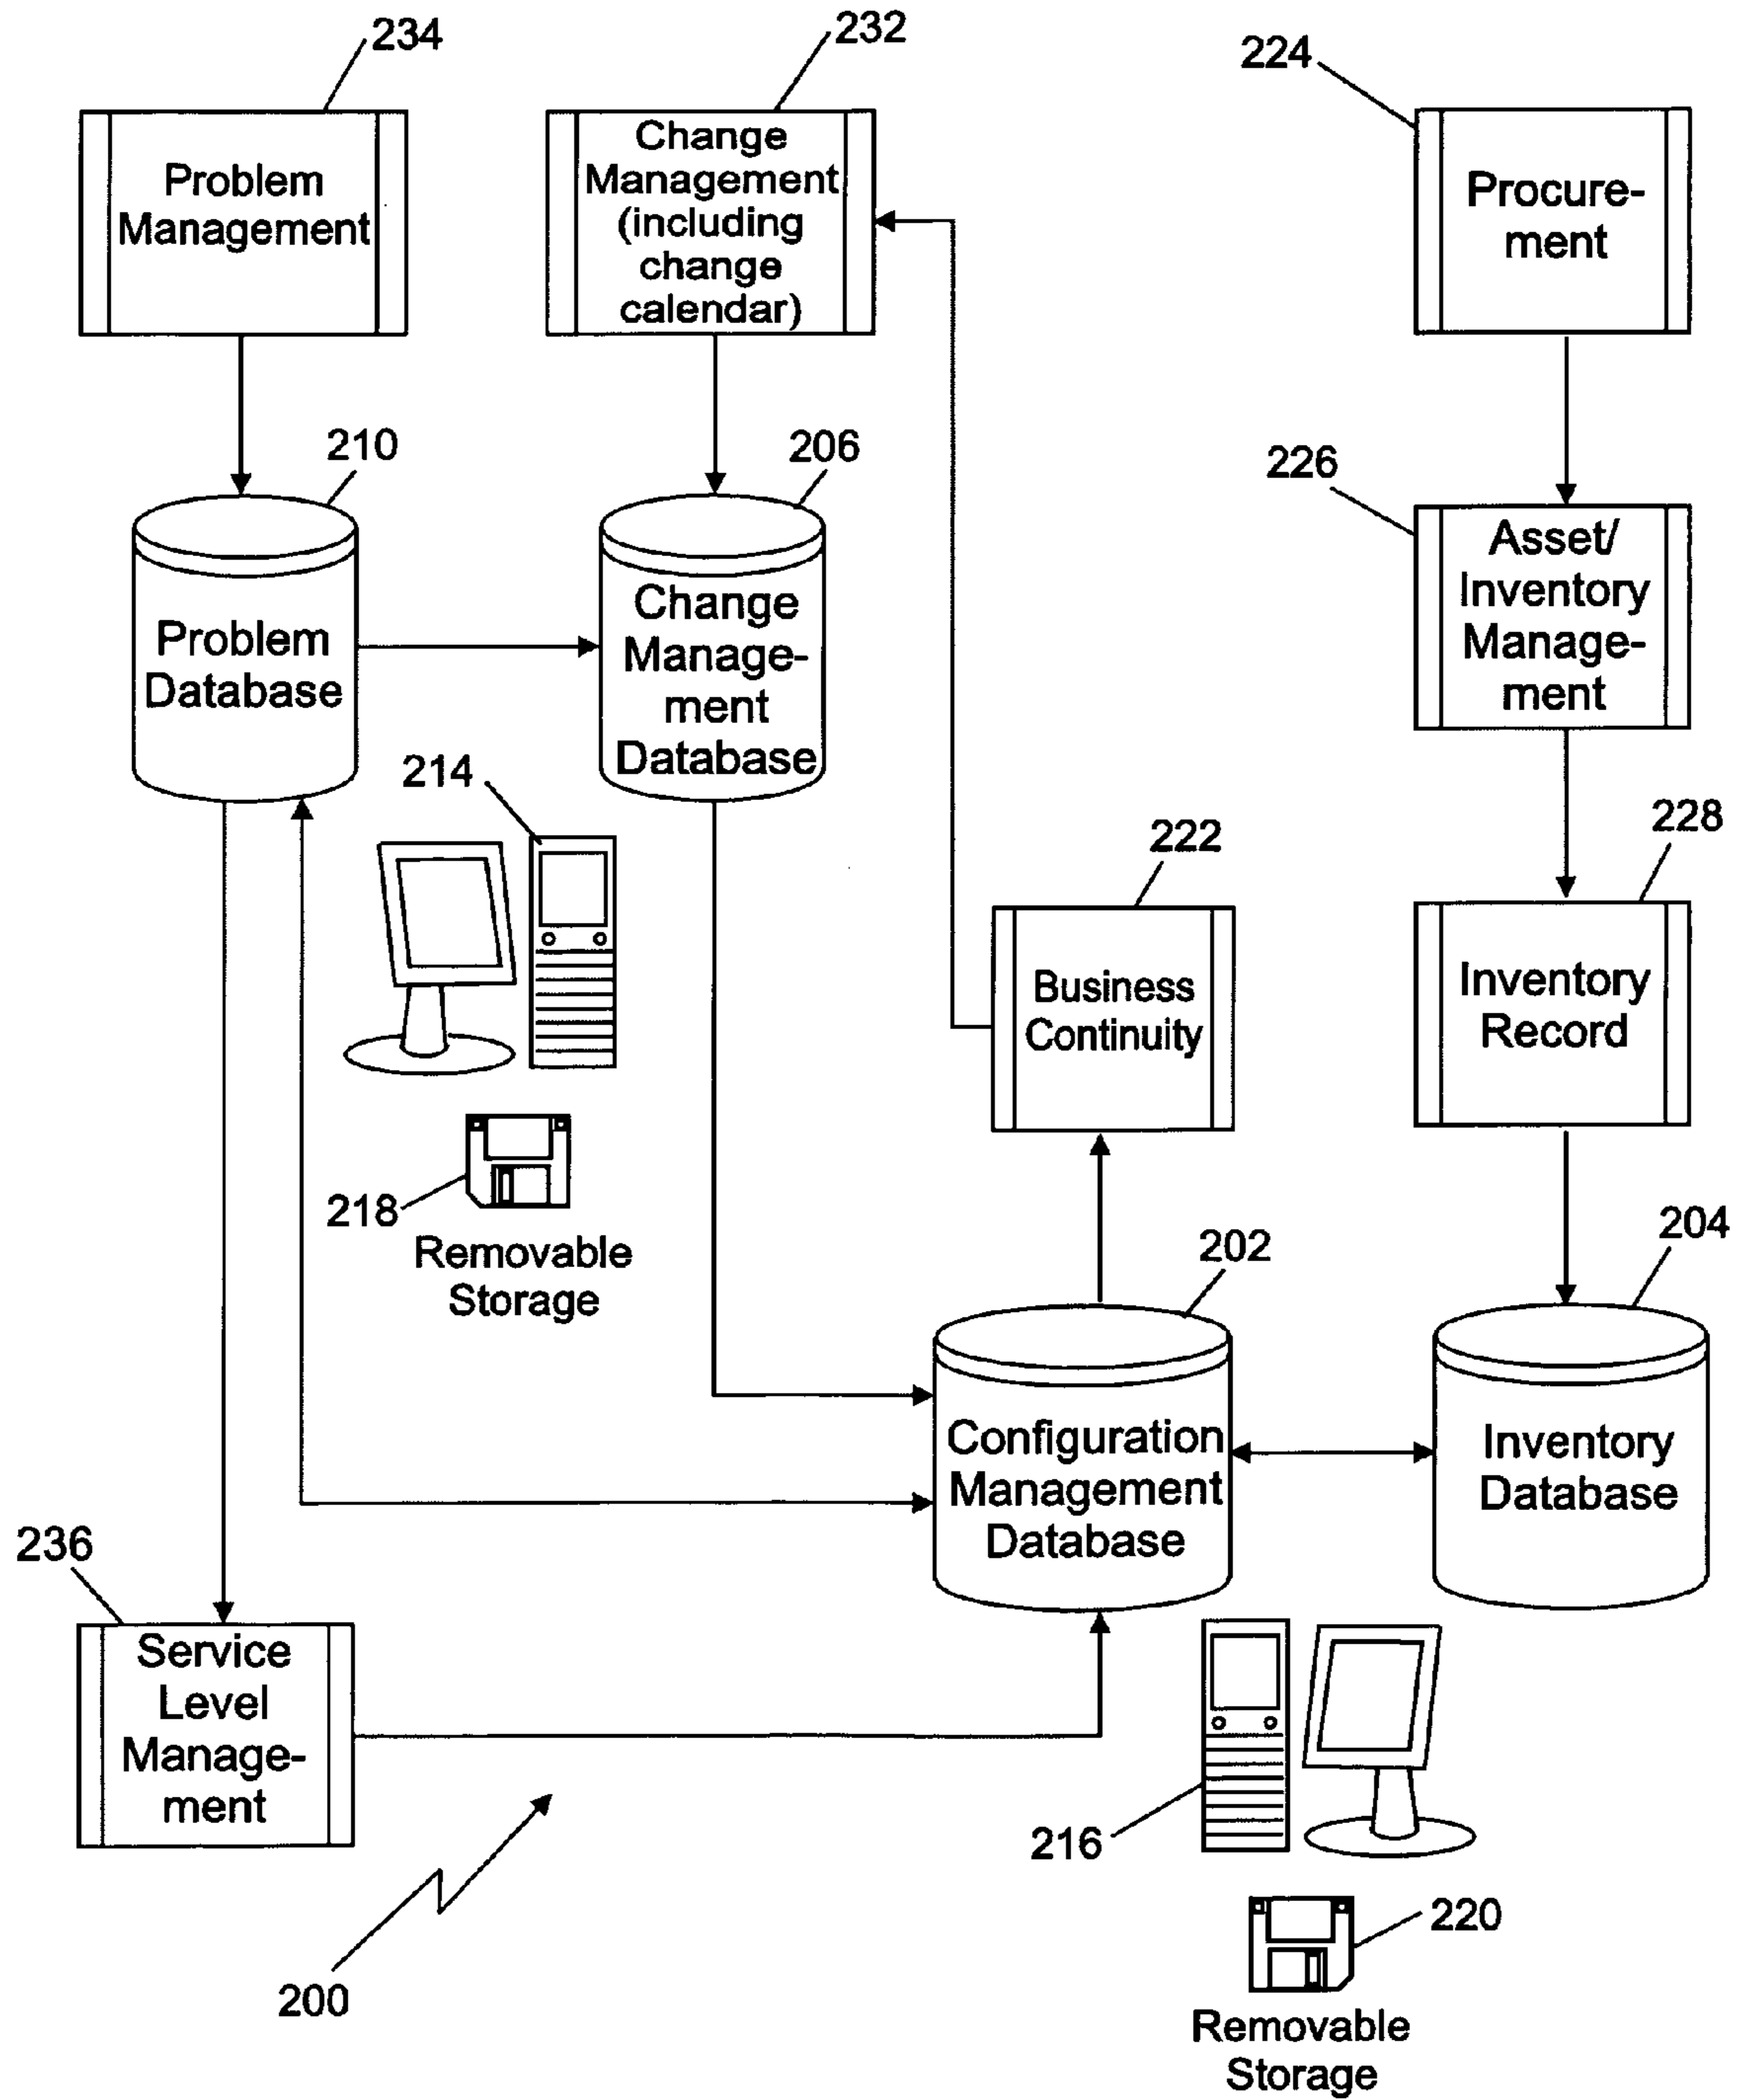 234
232
224
Problem
Management
Change
Management
(including
change
calendar)
Procure-
ment
210
206
226
Problem
Database
Change
Manage-
ment
Database
Asset/
Inventory
Manage-
ment
214
222
228
Business
Continuity
Inventory
Record
218
Removable
Storage
202
204
Configuration
Management
Database
Inventory
Database
236
Service
Level
Manage-
ment
216
200
220
Removable
Storage